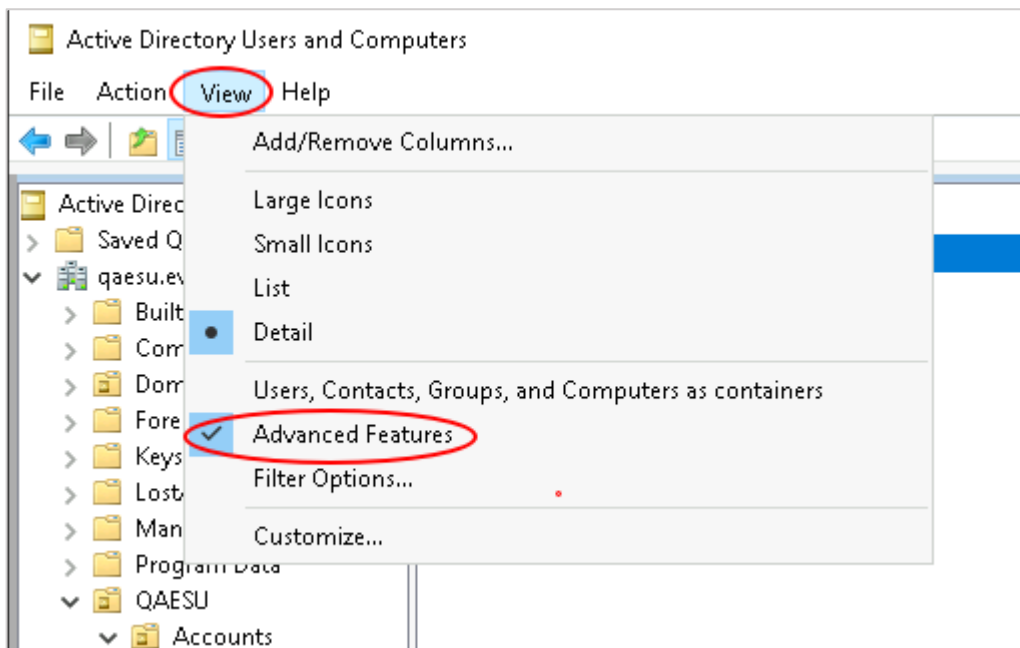 Active Directory Users and Computers
File Action View Help
Add/Remove Columns...
Active Direc
Large Icons
Saved Q
Small Icons
qaesu.ev
List
Built
Detail
Com
Dom
Users, Contacts, Groups, and Computers as containers
Fore
Advanced Features
Keys
Filter Options...
Lost
Man
Customize...
Program Data
QAESU
Accounts